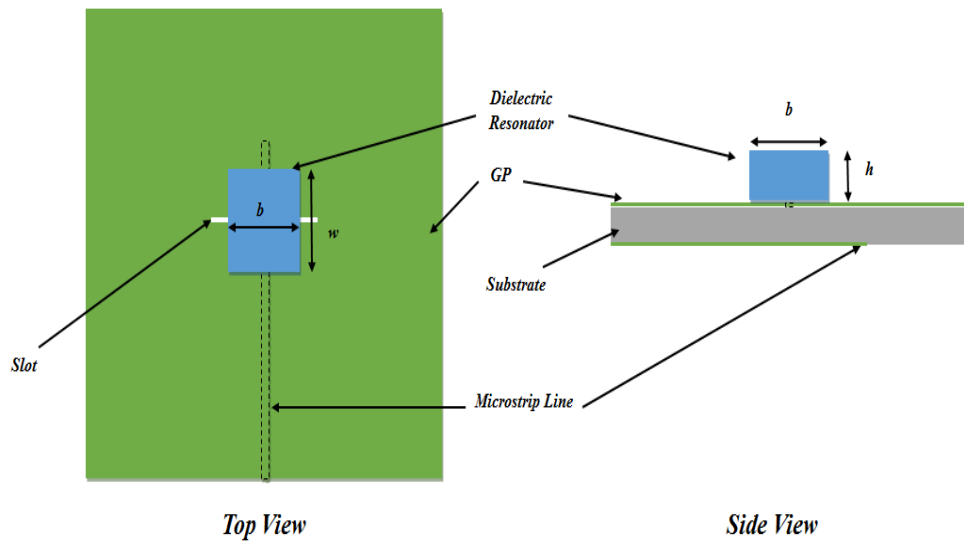 Dielectric
Resonator
b
GP
h
b
w
Substrate
Slot
Microstrip Line
Top View
Side View